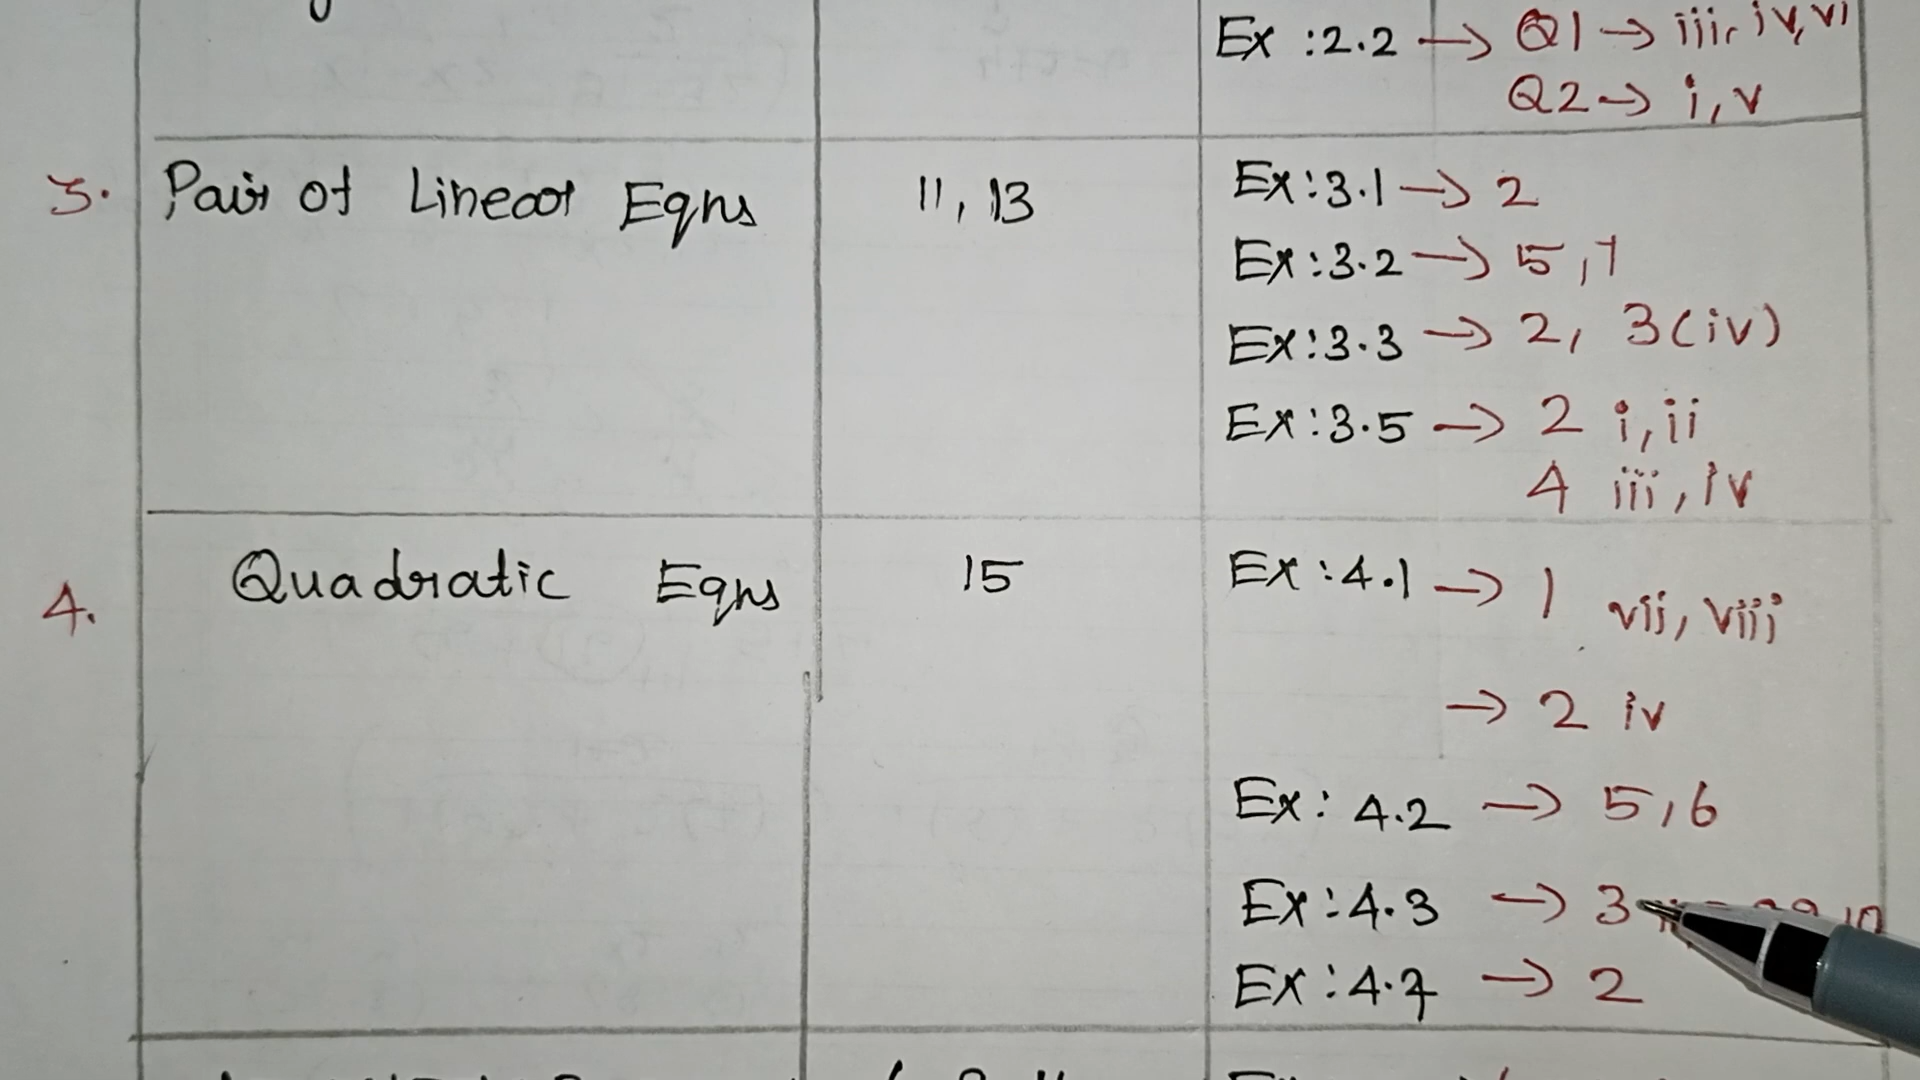 Ex : 2.2 → Q1 → iii, iv, vi
Q2 → i, v
3. Pair of Linear Eqns 11, 13 Ex : 3.1 → 2
Ex : 3.2 → 5, 7
Ex : 3.3 → 2, 3(iv)
Ex : 3.5 → 2 i, ii
4 iii, iv
4. Quadratic Eqns 15 Ex : 4.1 → 1 vii, viii
→ 2 iv
Ex : 4.2 → 5, 6
Ex : 4.3 → 3 10
Ex : 4.4 → 2